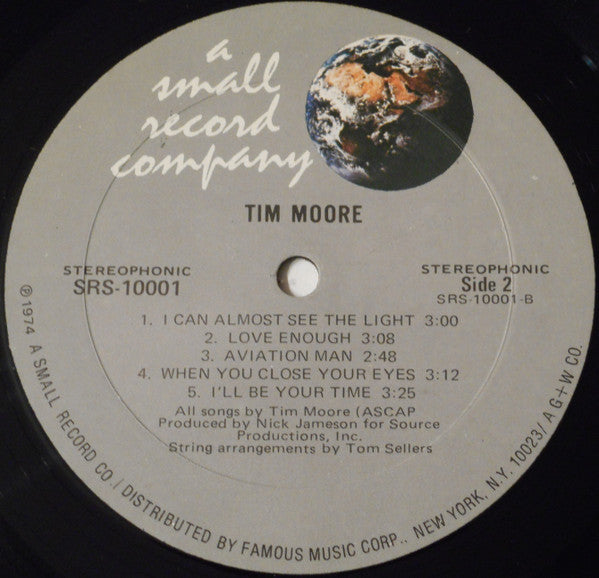 a
small
record
company
TIM MOORE
STEREOPHONIC
SRS-10001
STEREOPHONIC
Side 2
SRS-10001-B
1. I CAN ALMOST SEE THE LIGHT 3:00
2. LOVE ENOUGH 3:08
3. AVIATION MAN 2:48
4. WHEN YOU CLOSE YOUR EYES 3:12
5. I'LL BE YOUR TIME 3:25
All songs by Tim Moore (ASCAP
Produced by Nick Jameson for Source
Productions, Inc.
String arrangements by Tom Sellers
℗1974 A SMALL RECORD CO./ DISTRIBUTED BY FAMOUS MUSIC CORP., NEW YORK, N.Y. 10023/ A G+W CO.